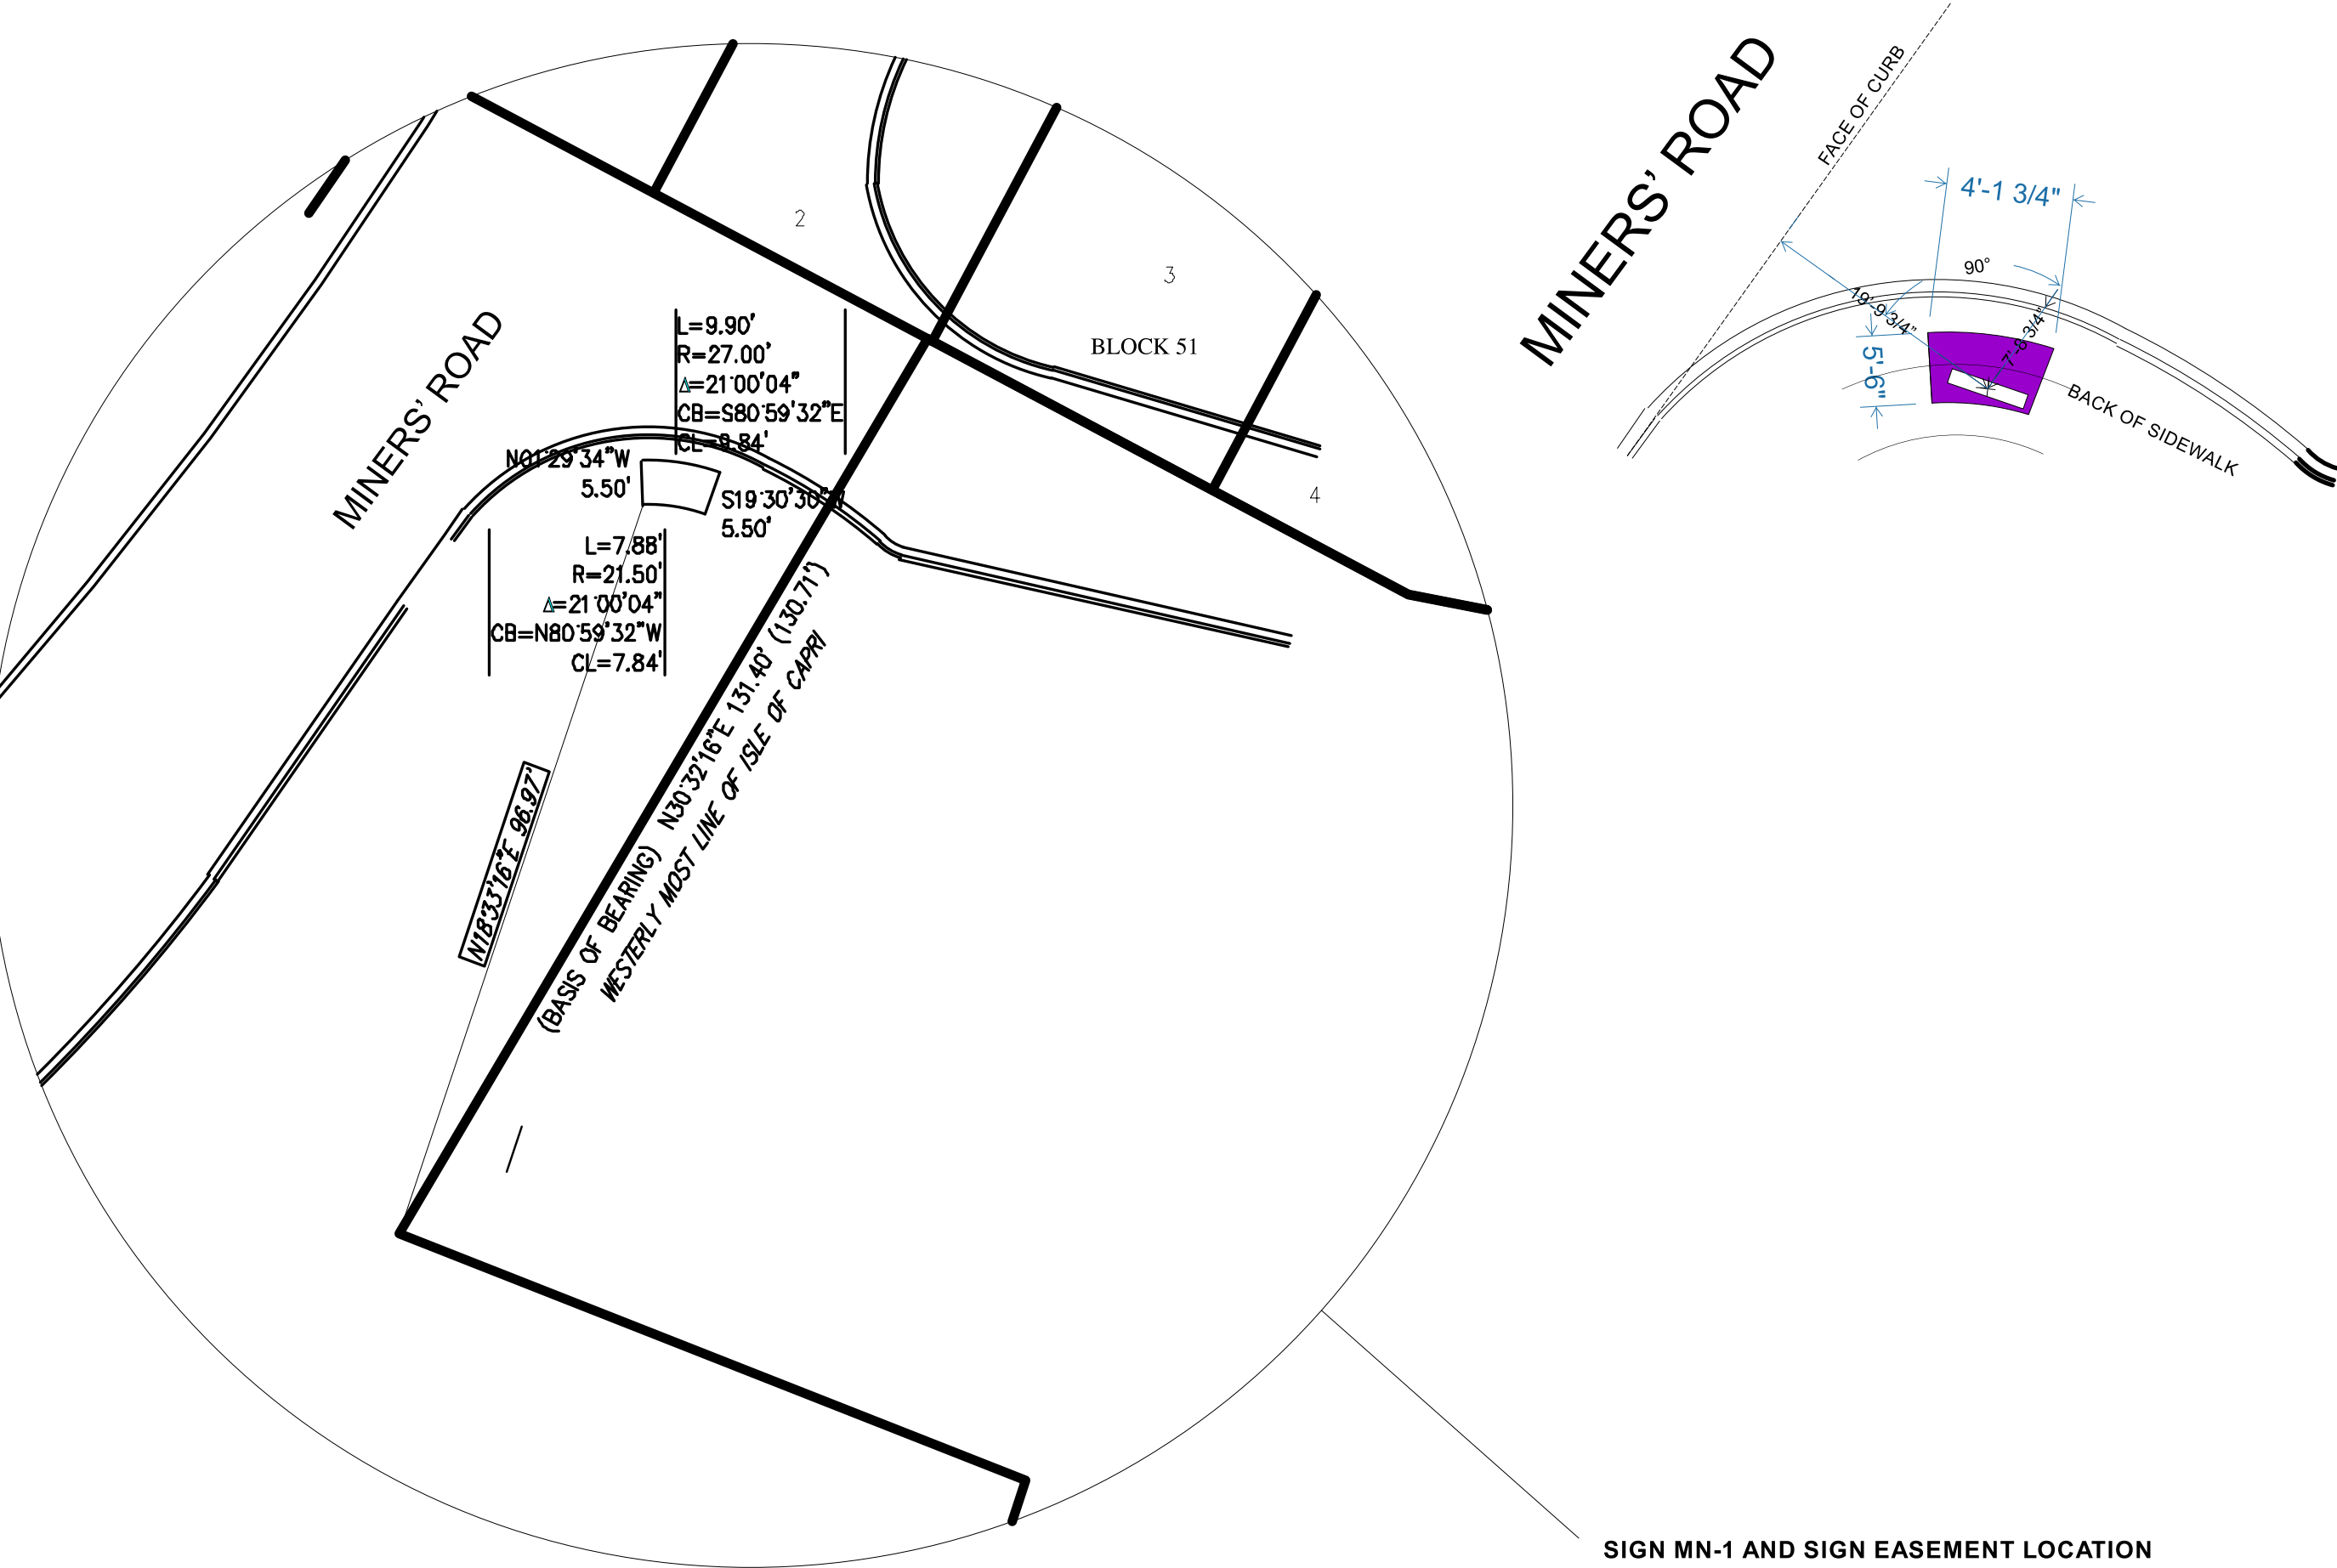 MINERS’ ROAD
FACE OF CURB
4'-1 3/4"
90°
19'-9 3/4"
7'-8 3/4"
5'-6"
BACK OF SIDEWALK
2
3
BLOCK 51
4
MINERS’ ROAD
L=9.90'
R=27.00'
Δ=21°00'04"
CB=S80°59'32"E
CL=9.84'
N01°29'34"W
5.50'
S19°30'30"W
5.50'
L=7.88'
R=21.50'
Δ=21°00'04"
CB=N80°59'32"W
CL=7.84'
N18°33'16"E 96.97'
(BASIS OF BEARING) N30°32'16"E 131.40' (130.71')
WESTERLY MOST LINE OF ISLE OF CAPRI
SIGN MN-1 AND SIGN EASEMENT LOCATION